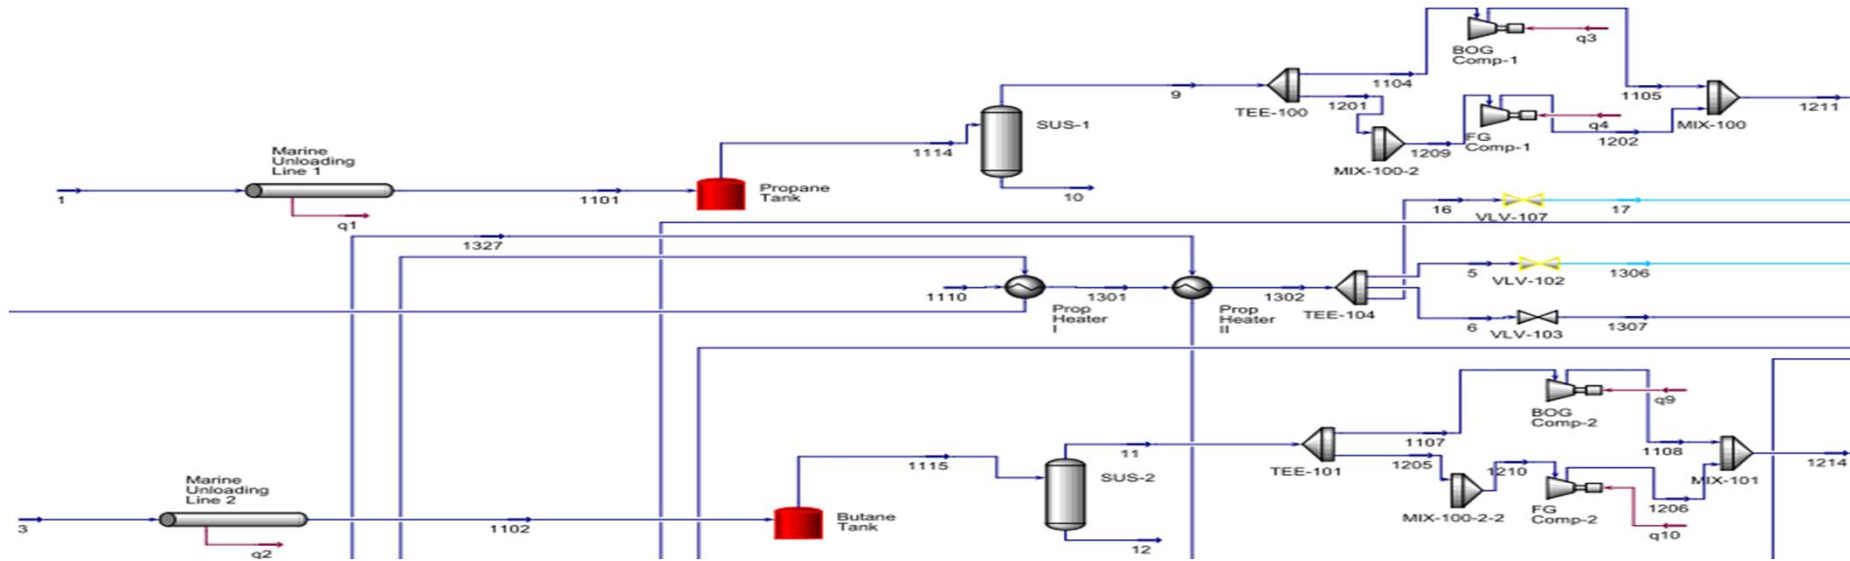 q3
BOG
Comp-1
1104
9
TEE-100
1201
1105
1211
SUS-1
q4
MIX-100
1114
1209
FG
Comp-1
1202
MIX-100-2
Marine
Unloading
Line 1
1
1101
Propane
Tank
10
q1
16
VLV-107
17
1327
5
VLV-102
1306
1110
1301
1302
Prop
Heater
I
Prop
Heater
II
TEE-104
6
VLV-103
1307
q9
BOG
Comp-2
1107
11
TEE-101
1205
1108
1214
1115
SUS-2
1210
MIX-101
Marine
Unloading
Line 2
3
1102
Butane
Tank
MIX-100-2-2
FG
Comp-2
1206
q10
q2
12